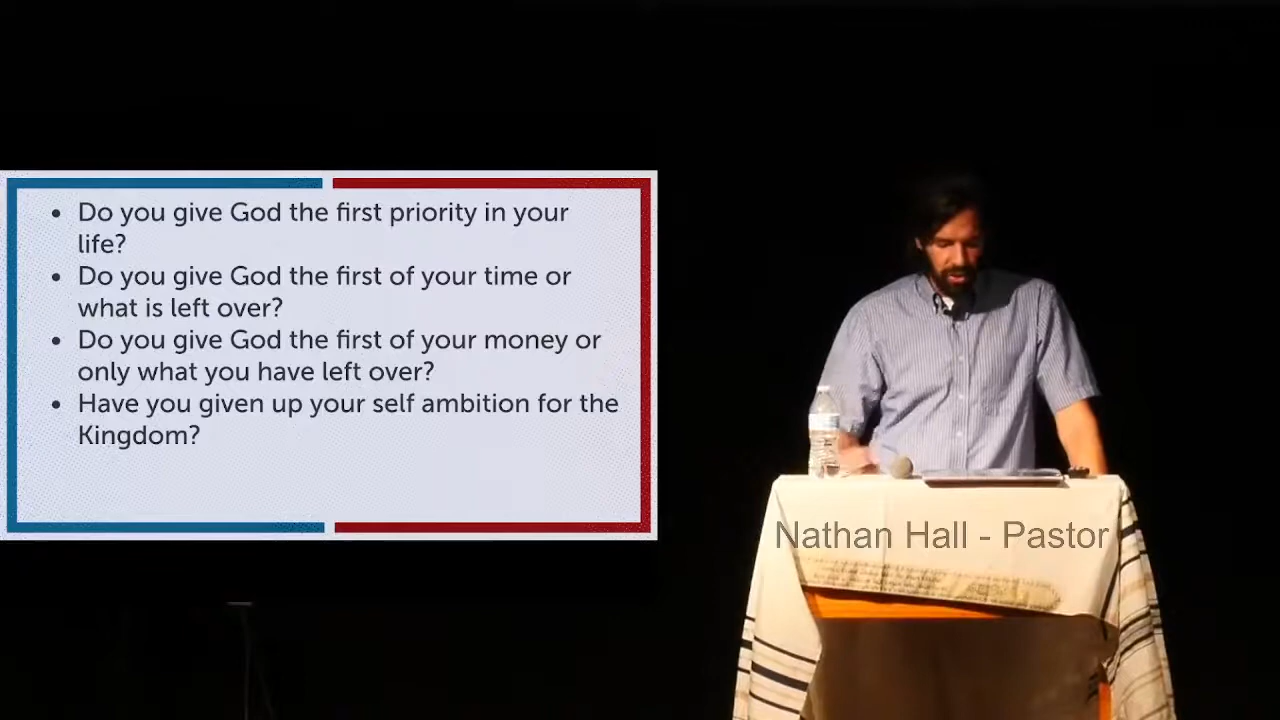 • Do you give God the first priority in your
life?
• Do you give God the first of your time or
what is left over?
• Do you give God the first of your money or
only what you have left over?
• Have you given up your self ambition for the
Kingdom?
Nathan Hall - Pastor